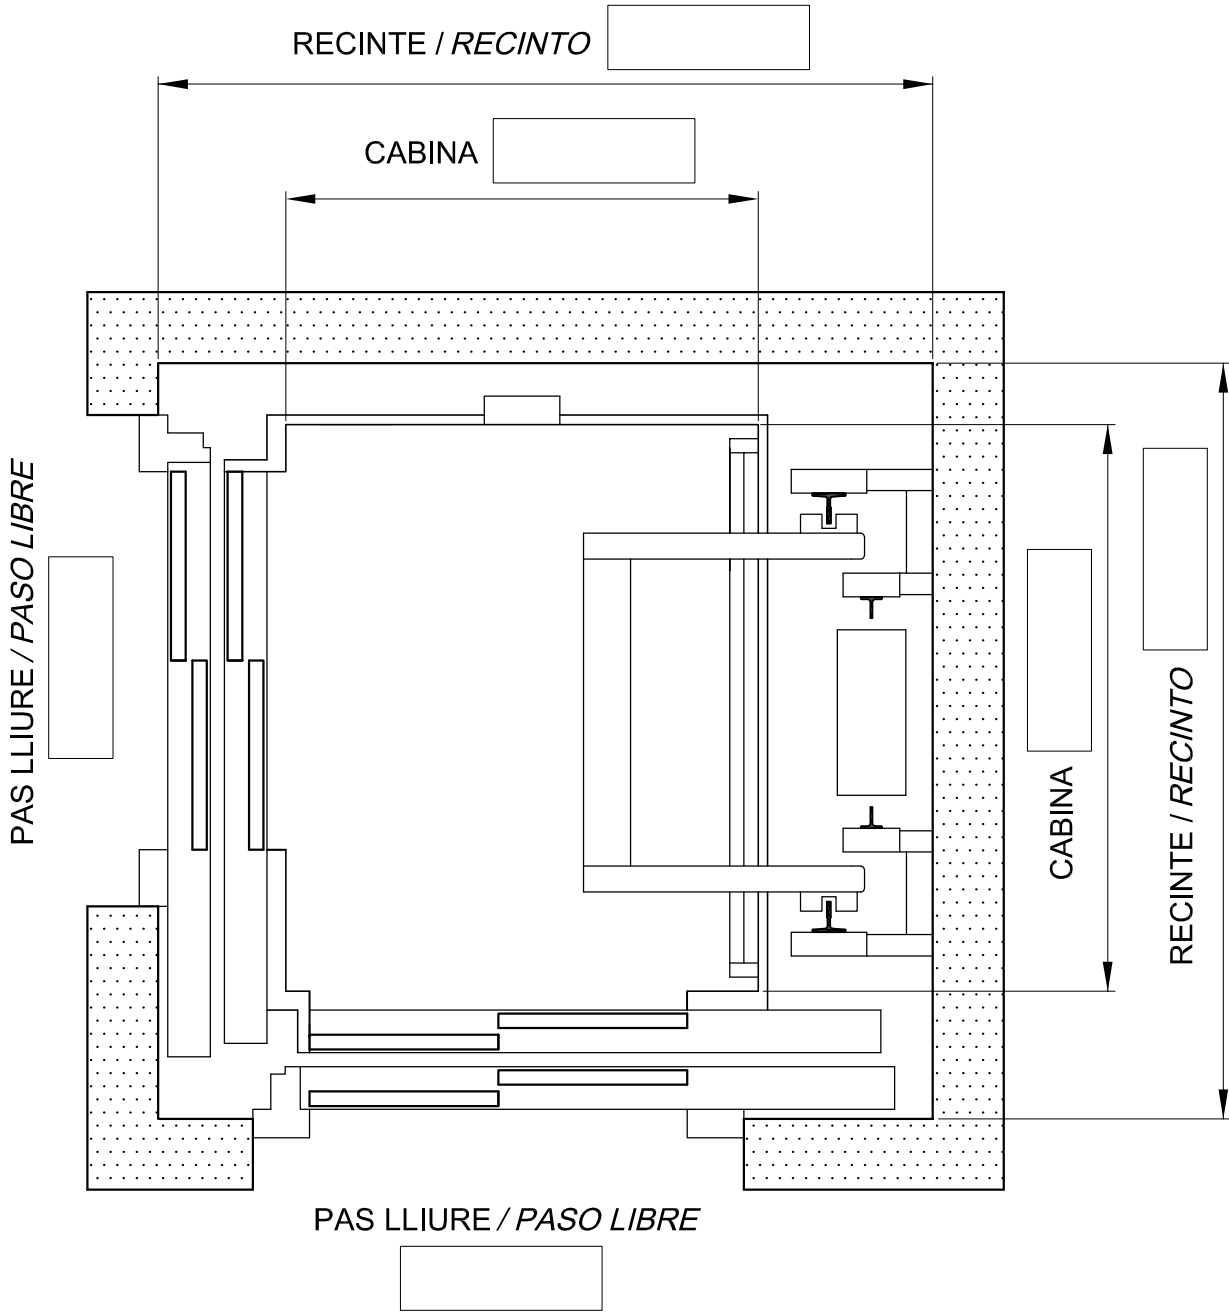 RECINTE / RECINTO
CABINA
PAS LLIURE / PASO LIBRE
CABINA
RECINTE / RECINTO
PAS LLIURE / PASO LIBRE